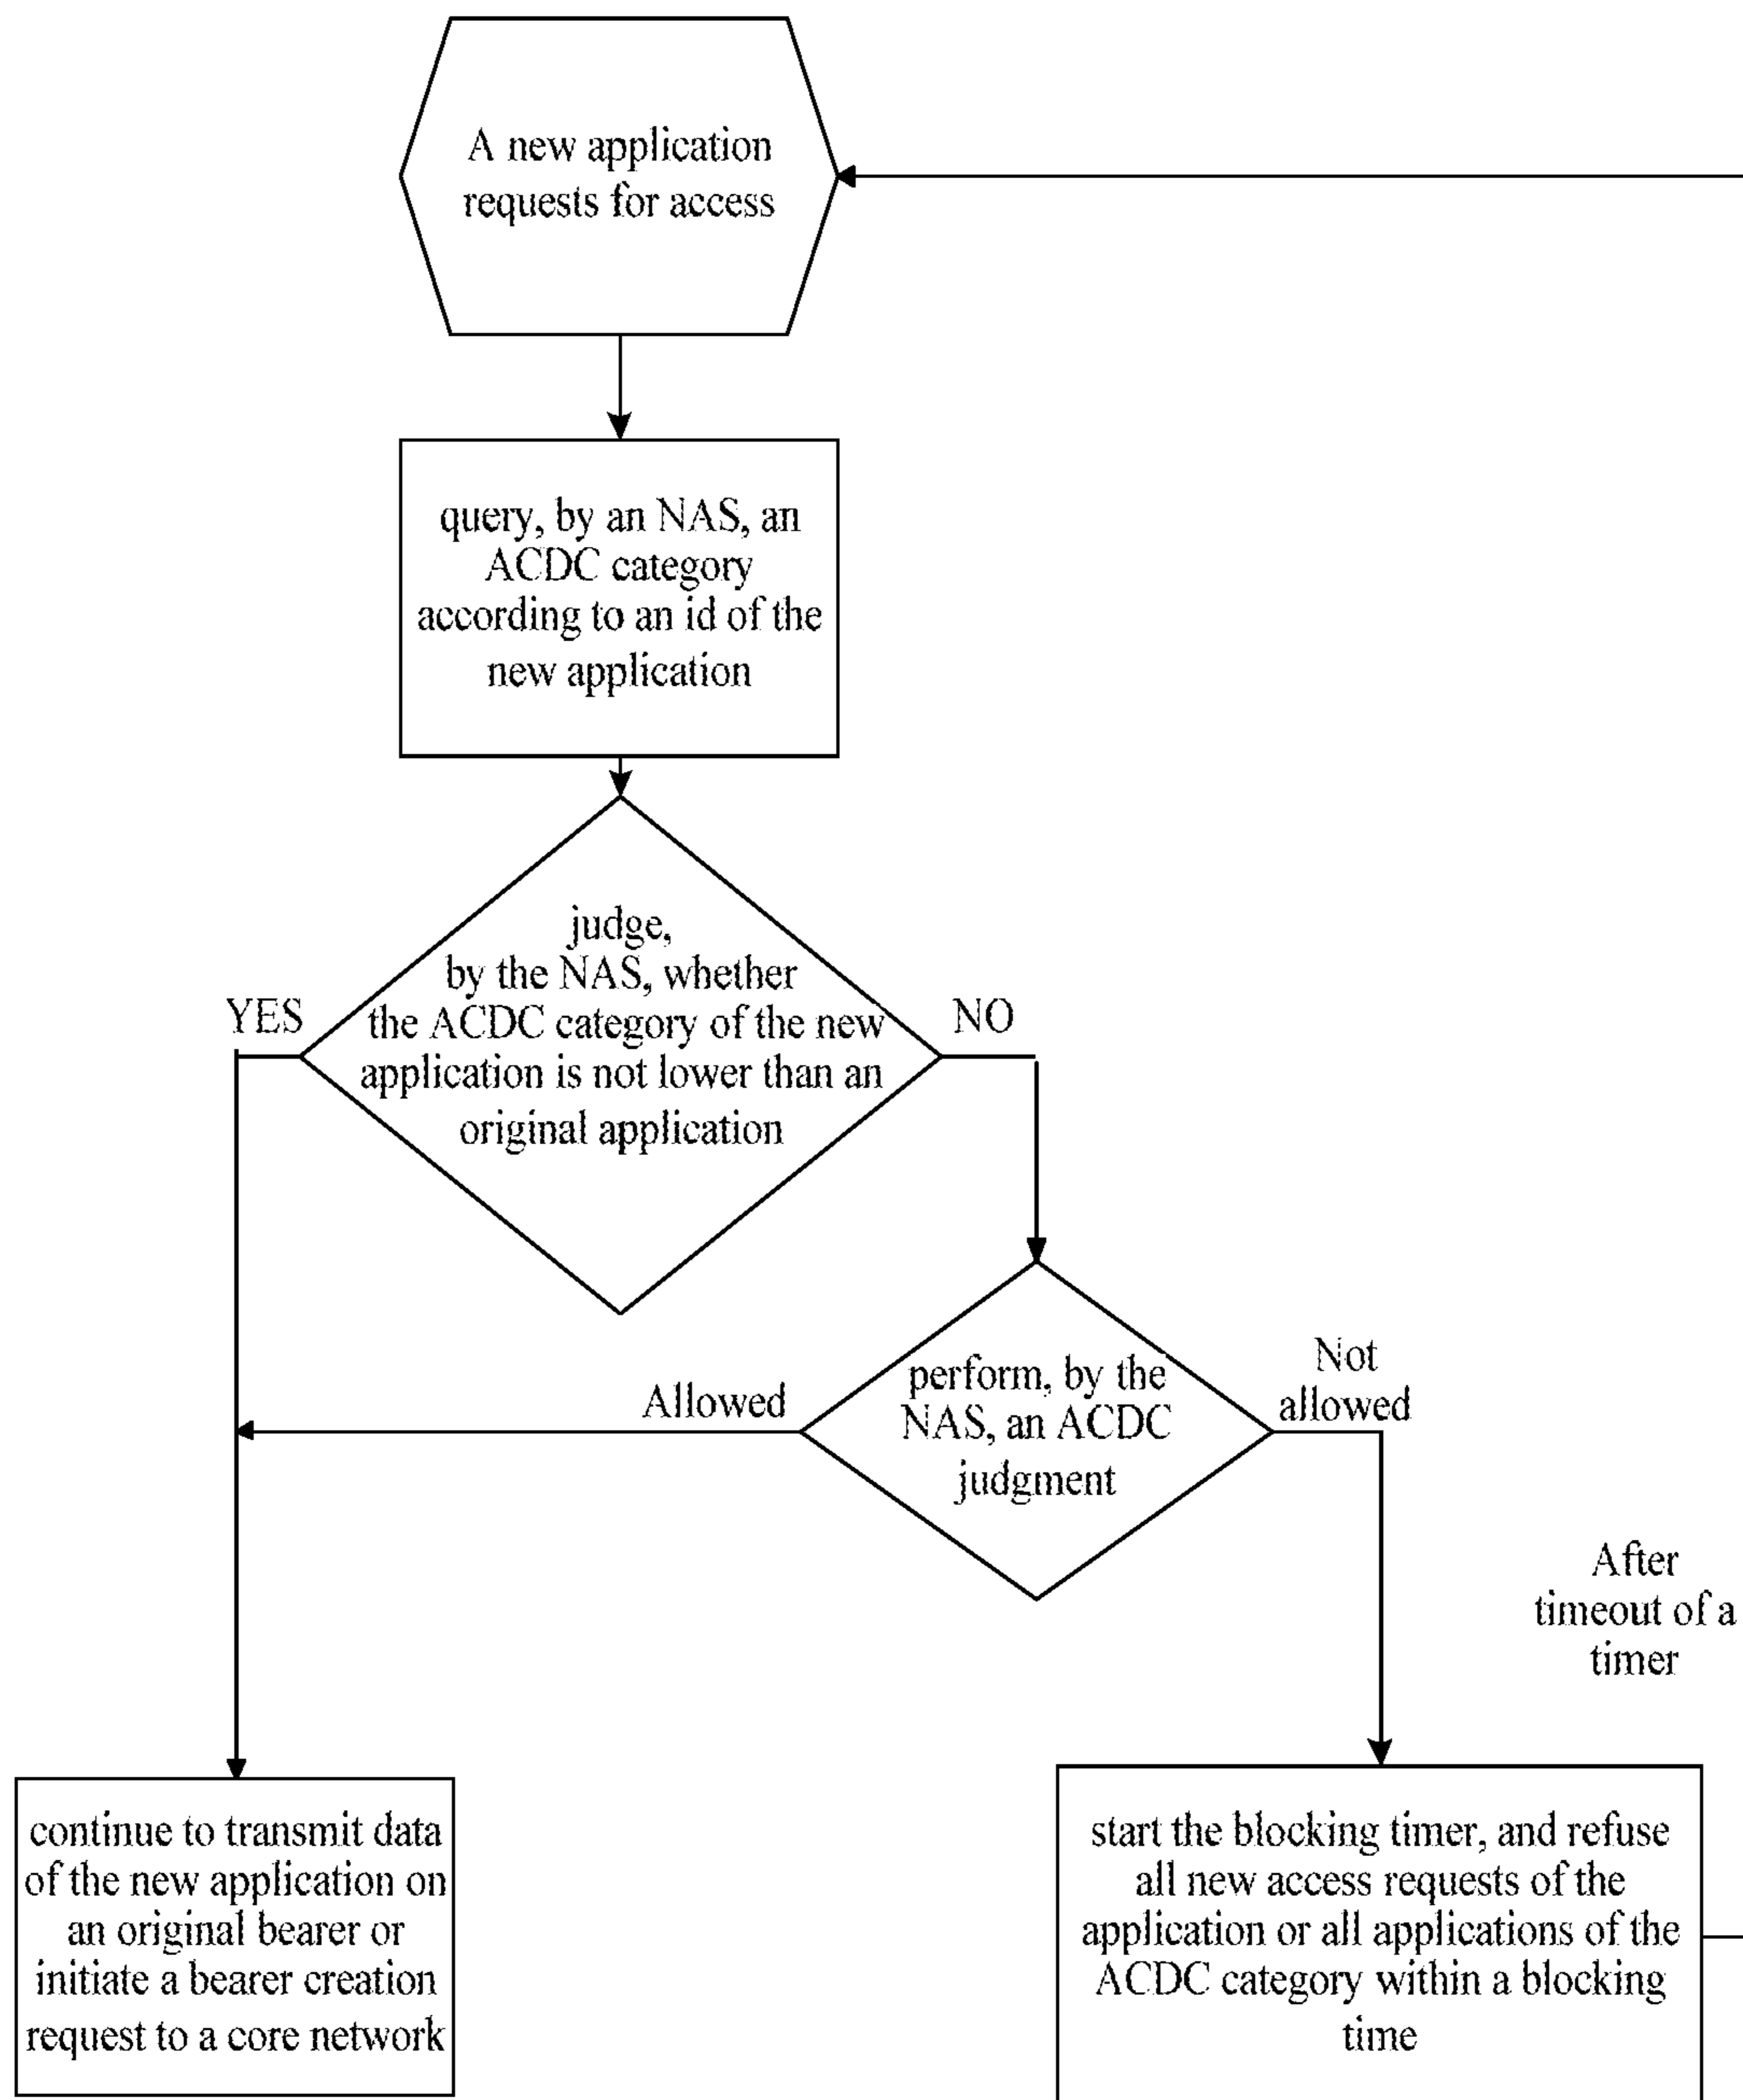 A new application
requests for access
query, by an NAS, an
ACDC category
according to an id of the
new application
judge,
by the NAS, whether
the ACDC category of the new
application is not lower than an
original application
YES
NO
perform, by the
NAS, an ACDC
judgment
Allowed
Not
allowed
After
timeout of a
timer
continue to transmit data
of the new application on
an original bearer or
initiate a bearer creation
request to a core network
start the blocking timer, and refuse
all new access requests of the
application or all applications of the
ACDC category within a blocking
time